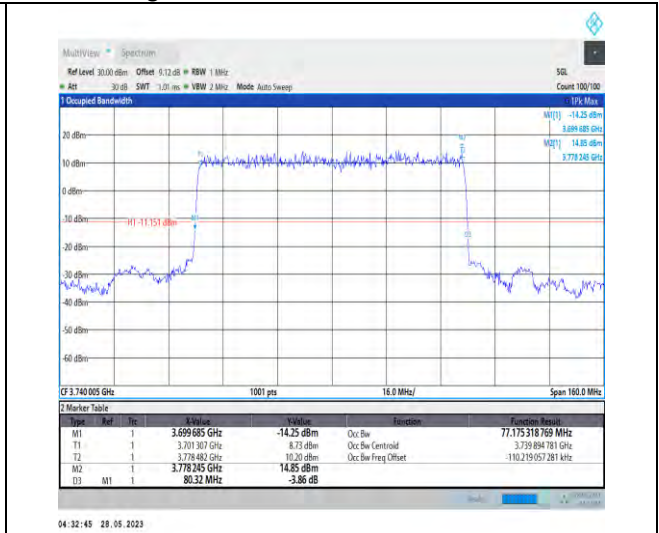 MultiView Spectrum
Ref Level 30.00 dBm Offset 9.12 dB RBW 1 MHz SGL
Att 30 dB SWT 1.01 ms VBW 2 MHz Mode Auto Sweep Count 100/100
1 Occupied Bandwidth 1Pk Max
M1[1] -14.25 dBm
3.699 685 GHz
M2[1] 14.85 dBm
3.778 245 GHz
20 dBm
10 dBm
0 dBm
-10 dBm
H1 -11.151 dBm
-20 dBm
-30 dBm
-40 dBm
-50 dBm
-60 dBm
CF 3.740 005 GHz 1001 pts 16.0 MHz/ Span 160.0 MHz
2 Marker Table
Type Ref Trc X-Value Y-Value Function Function Result
M1 1 3.699 685 GHz -14.25 dBm Occ Bw 77.175 318 769 MHz
T1 1 3.701 307 GHz 8.73 dBm Occ Bw Centroid 3.739 894 781 GHz
T2 1 3.778 482 GHz 10.20 dBm Occ Bw Freq Offset -110.219 057 281 kHz
M2 1 3.778 245 GHz 14.85 dBm
D3 M1 1 80.32 MHz -3.86 dB
04:32:45 28.05.2023